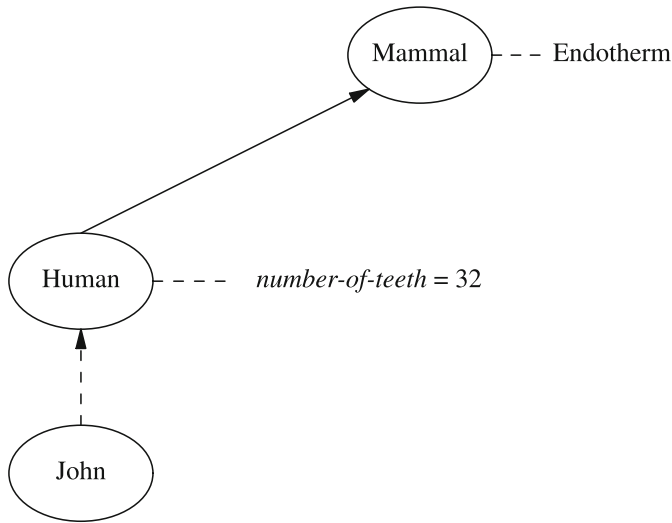 Mammal
Endotherm
Human
number-of-teeth = 32
John